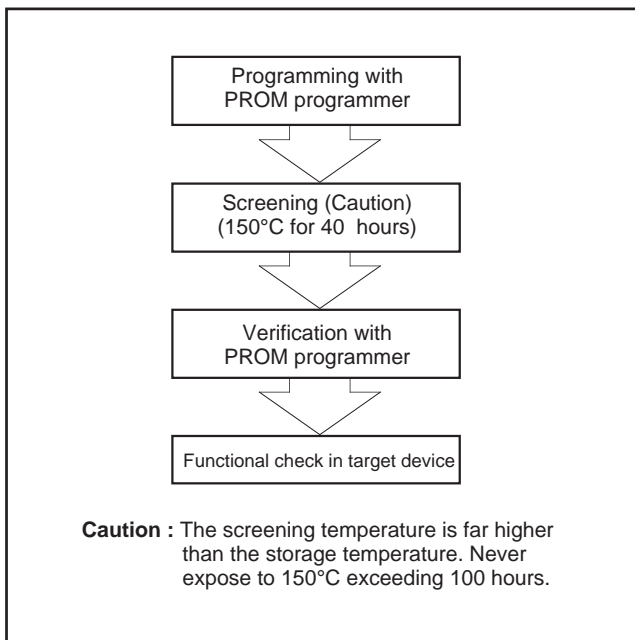 Programming with
PROM programmer
Screening (Caution)
(150°C for 40 hours)
Verification with
PROM programmer
Functional check in target device
Caution : The screening temperature is far higher
than the storage temperature. Never
expose to 150°C exceeding 100 hours.